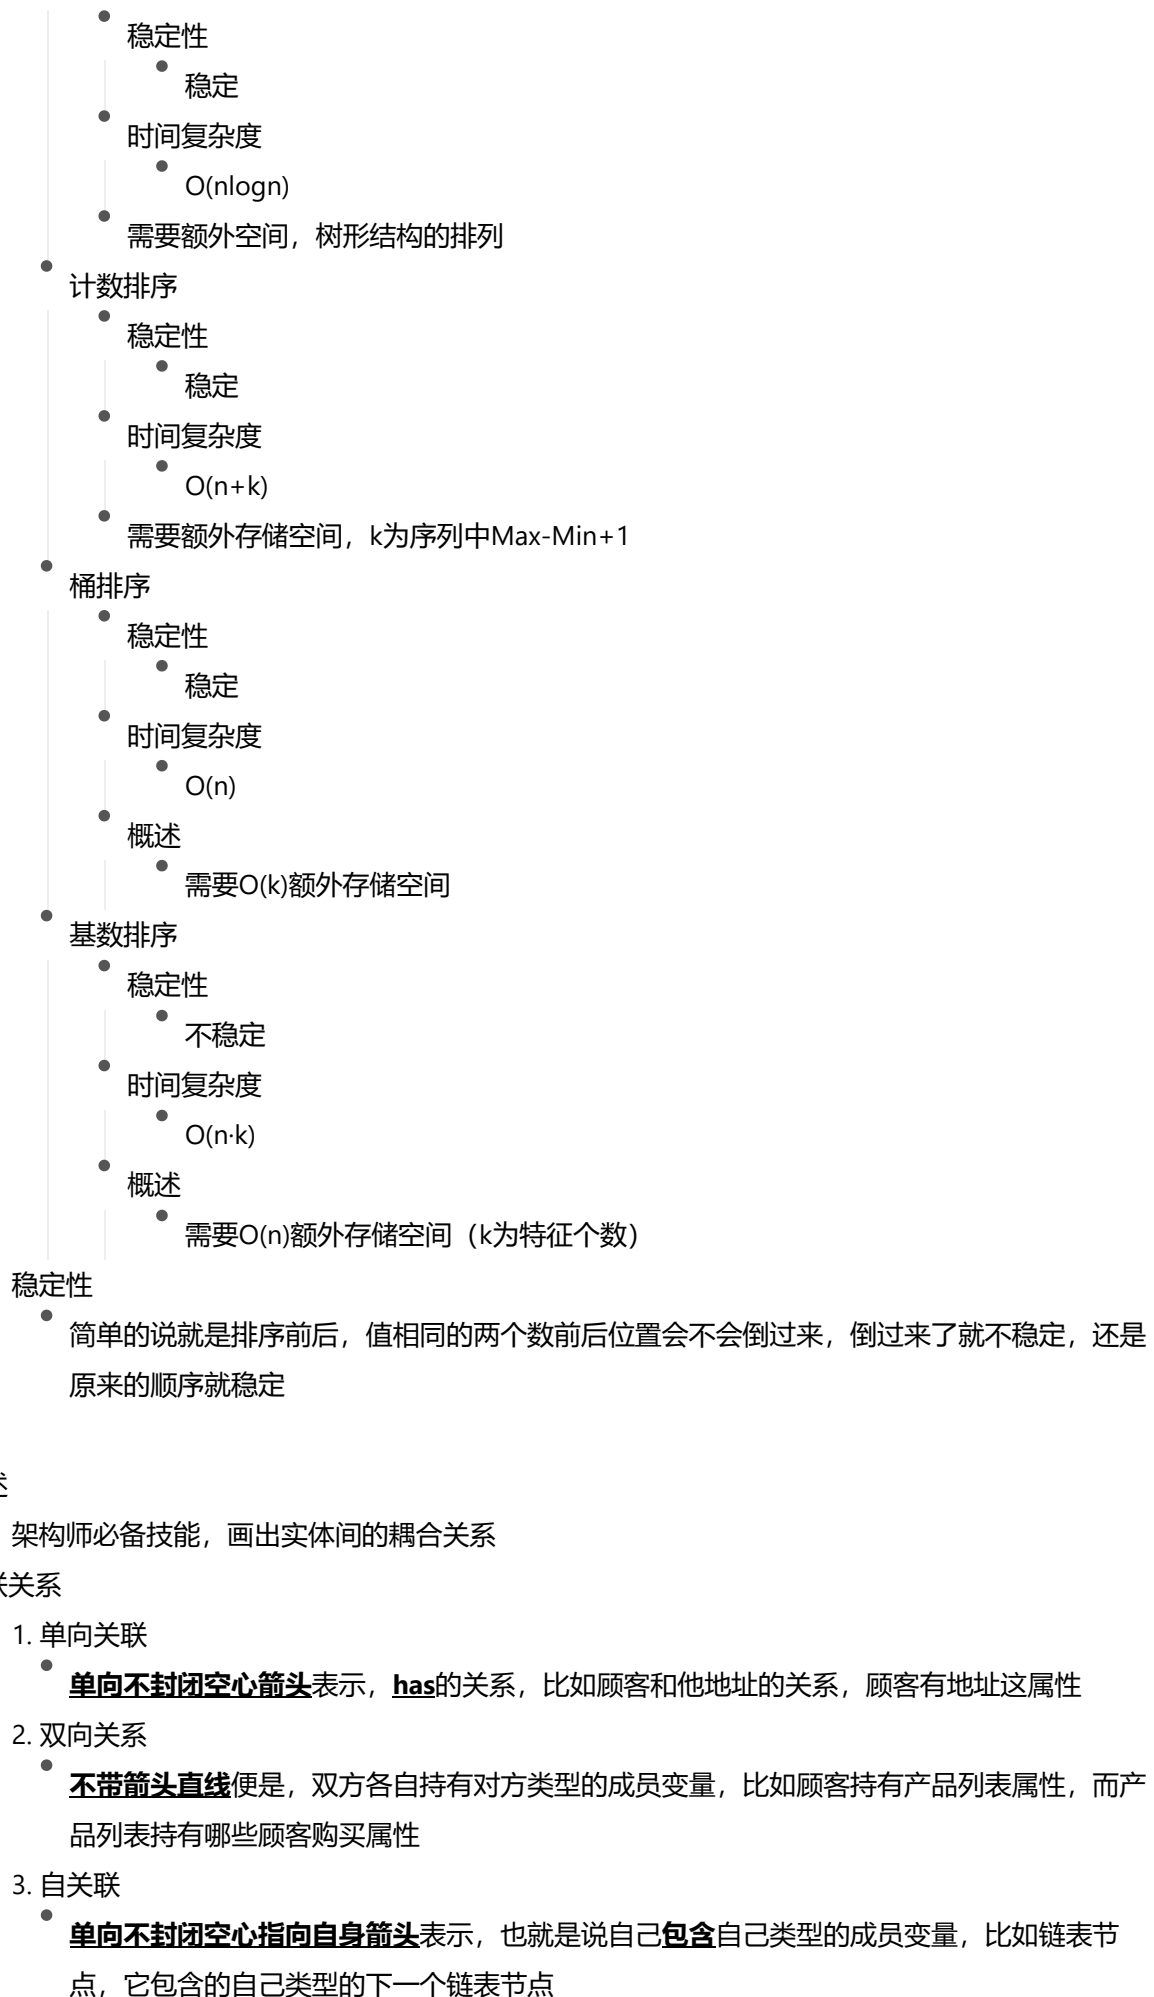 稳定性
稳定
时间复杂度
O(nlogn)
需要额外空间，树形结构的排列
计数排序
稳定性
稳定
时间复杂度
O(n+k)
需要额外存储空间，k为序列中Max-Min+1
桶排序
稳定性
稳定
时间复杂度
O(n)
概述
需要O(k)额外存储空间
基数排序
稳定性
不稳定
时间复杂度
O(n·k)
概述
需要O(n)额外存储空间（k为特征个数）
稳定性
简单的说就是排序前后，值相同的两个数前后位置会不会倒过来，倒过来了就不稳定，还是
原来的顺序就稳定
架构师必备技能，画出实体间的耦合关系
关系
1. 单向关联
单向不封闭空心箭头表示，has的关系，比如顾客和他地址的关系，顾客有地址这属性
2. 双向关系
不带箭头直线便是，双方各自持有对方类型的成员变量，比如顾客持有产品列表属性，而产
品列表持有哪些顾客购买属性
3. 自关联
单向不封闭空心指向自身箭头表示，也就是说自己包含自己类型的成员变量，比如链表节
点，它包含的自己类型的下一个链表节点